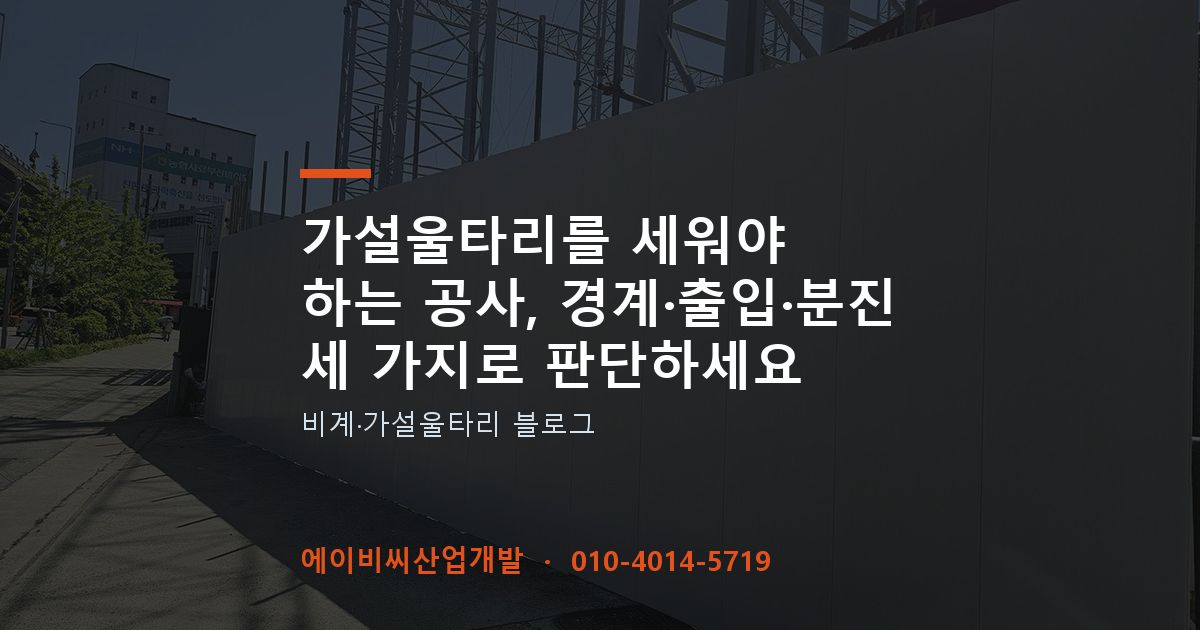 NH
가설울타리를 세워야
하는 공사, 경계·출입·분진
세 가지로 판단하세요
비계·가설울타리 블로그
에이비씨산업개발 · 010-4014-5719